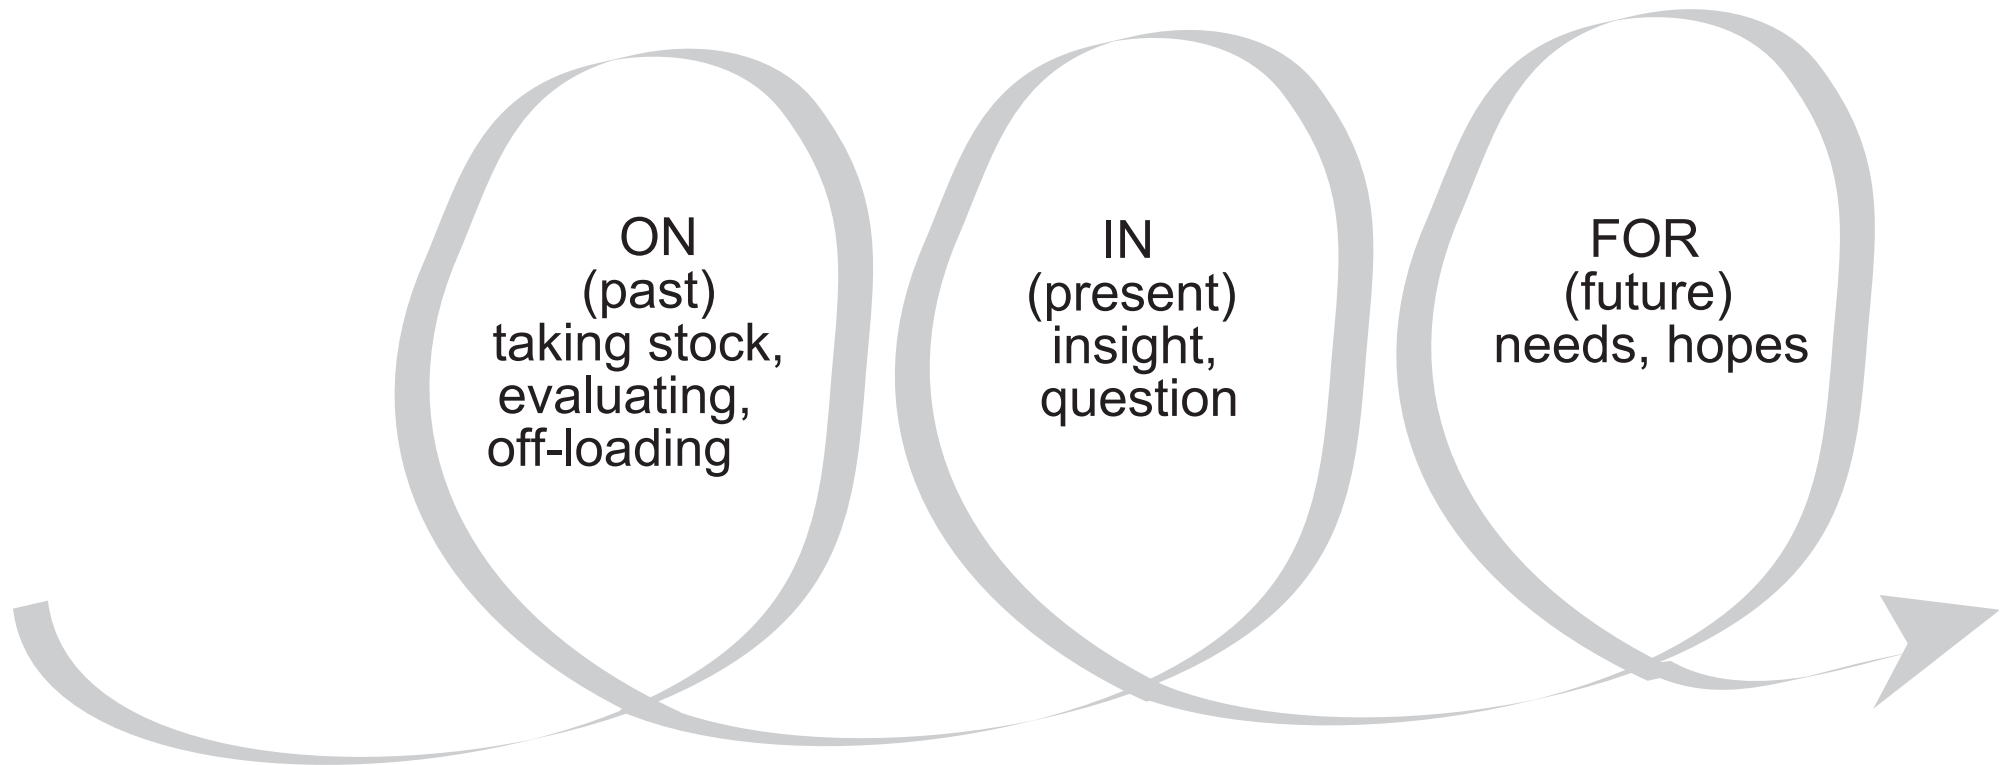 ON
(past)
taking stock,
evaluating,
off-loading
IN
(present)
insight,
question
FOR
(future)
needs, hopes